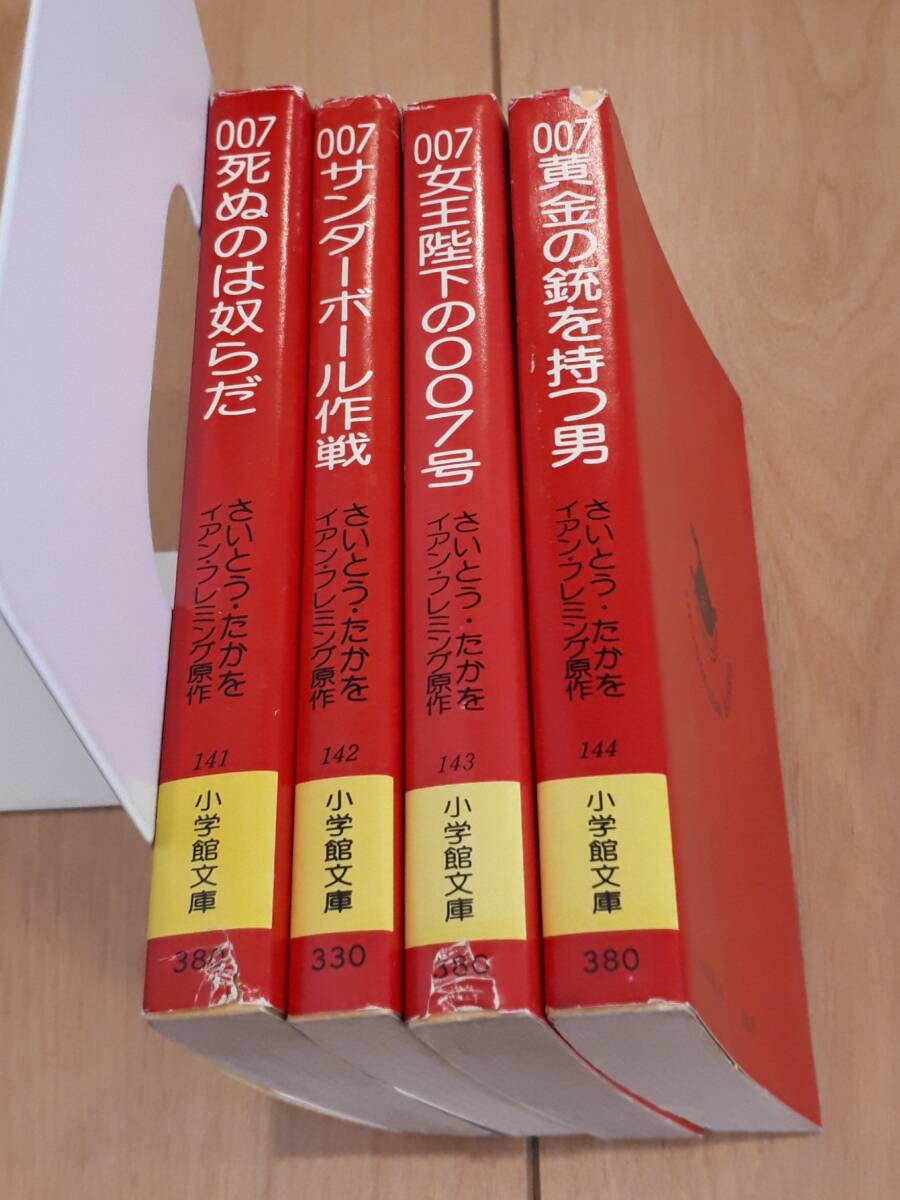 007死ぬのは奴らだ
さいとう・たかを
イアン・フレミング原作
141
小学館文庫
380
007サンダーボール作戦
さいとう・たかを
イアン・フレミング原作
142
小学館文庫
330
007女王陛下の007号
さいとう・たかを
イアン・フレミング原作
143
小学館文庫
380
007黄金の銃を持つ男
さいとう・たかを
イアン・フレミング原作
144
小学館文庫
380